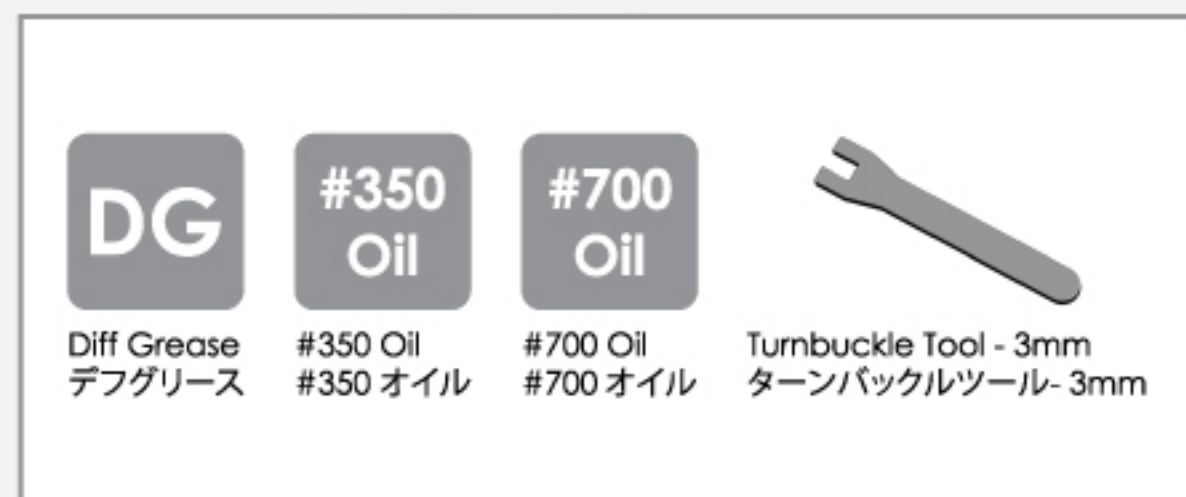 DG
Diff Grease
デフグリース
#350
Oil
#350 Oil
#350 オイル
#700
Oil
#700 Oil
#700 オイル
Turnbuckle Tool - 3mm
ターンバックルツール- 3mm